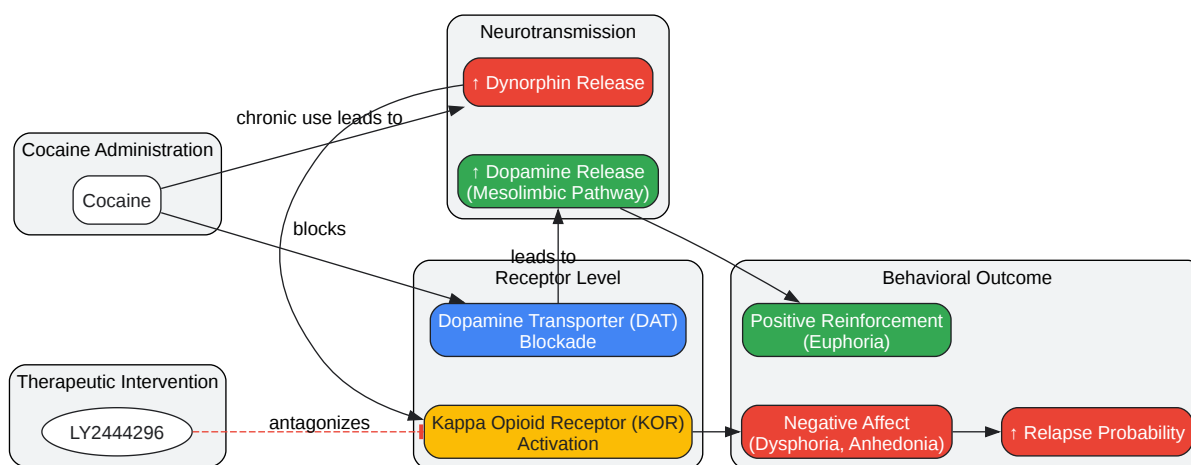 Neurotransmission
↑ Dynorphin Release
chronic use leads to
Cocaine Administration
Cocaine
↑ Dopamine Release
(Mesolimbic Pathway)
blocks
leads to
Receptor Level
Behavioral Outcome
Dopamine Transporter (DAT)
Blockade
Positive Reinforcement
(Euphoria)
Therapeutic Intervention
LY2444296
antagonizes
Kappa Opioid Receptor (KOR)
Activation
Negative Affect
(Dysphoria, Anhedonia)
↑ Relapse Probability